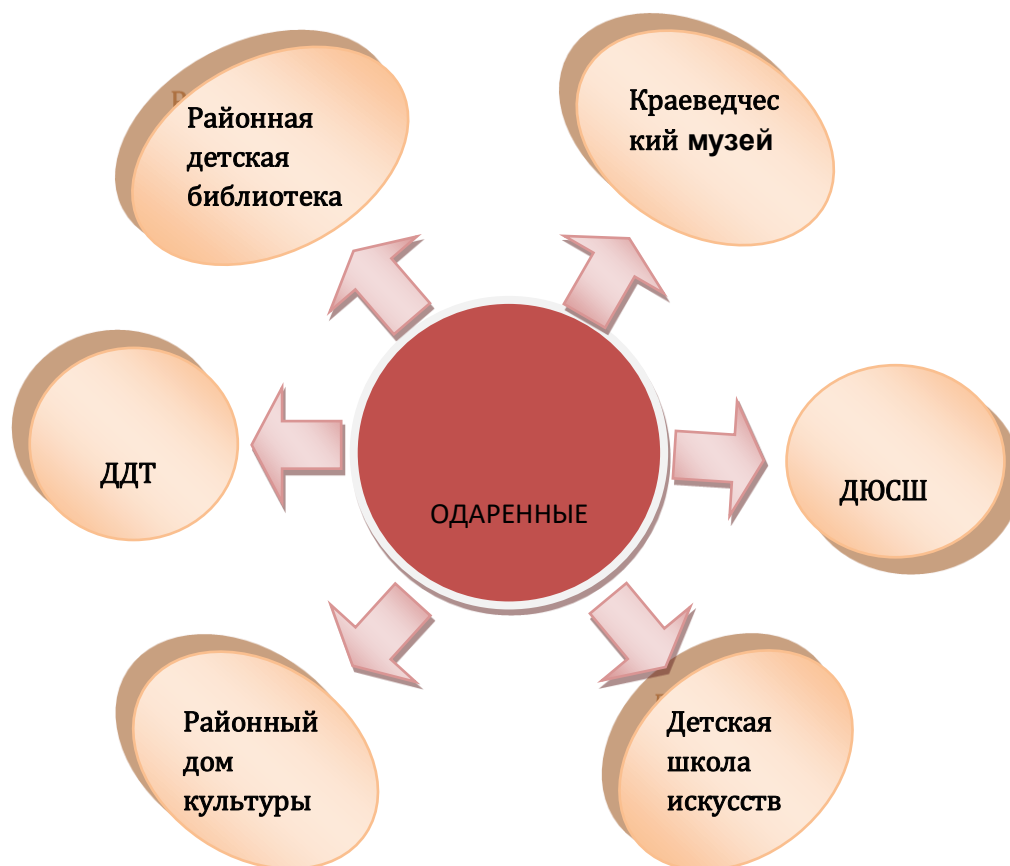 Районная
детская
библиотека
Краеведчес
кий музей
ДДТ
ОДАРЕННЫЕ
ДЮСШ
Районный
дом
культуры
Детская
школа
искусств